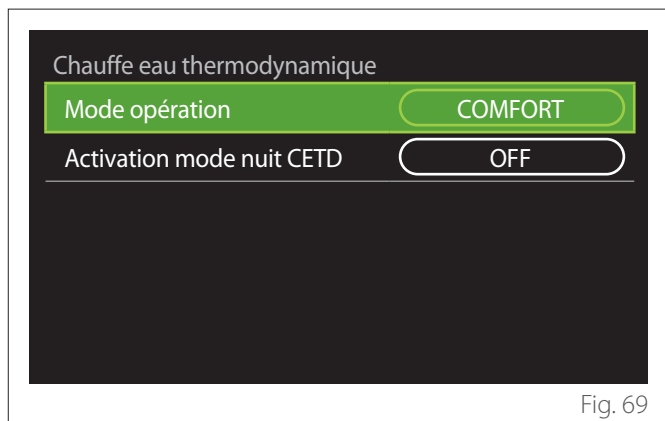 Chauffe eau thermodynamique
Mode opération COMFORT
Activation mode nuit CETD OFF
Fig. 69